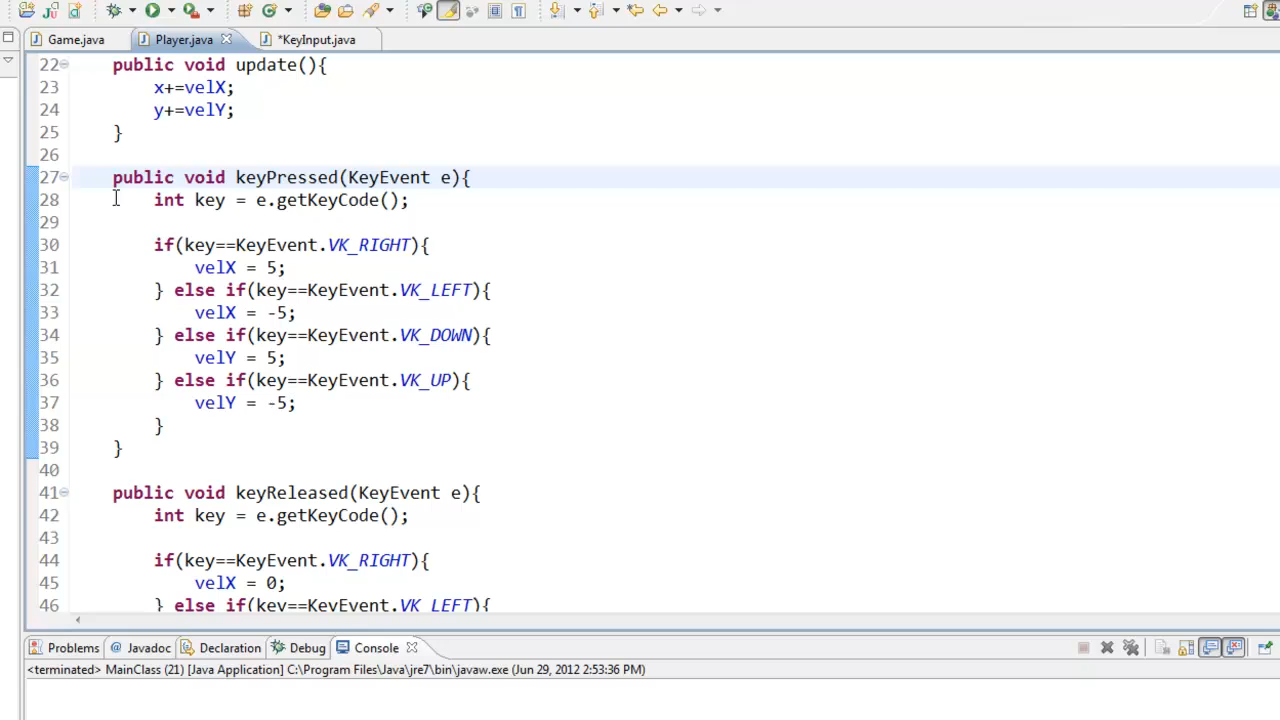 Game.java Player.java *KeyInput.java
22 public void update(){
23 x+=velX;
24 y+=velY;
25 }
26
27 public void keyPressed(KeyEvent e){
28 int key = e.getKeyCode();
29
30 if(key==KeyEvent.VK_RIGHT){
31 velX = 5;
32 } else if(key==KeyEvent.VK_LEFT){
33 velX = -5;
34 } else if(key==KeyEvent.VK_DOWN){
35 velY = 5;
36 } else if(key==KeyEvent.VK_UP){
37 velY = -5;
38 }
39 }
40
41 public void keyReleased(KeyEvent e){
42 int key = e.getKeyCode();
43
44 if(key==KeyEvent.VK_RIGHT){
45 velX = 0;
46 } else if(key==KeyEvent.VK_LEFT){
Problems @ Javadoc Declaration Debug Console
<terminated> MainClass (21) [Java Application] C:\Program Files\Java\jre7\bin\javaw.exe (Jun 29, 2012 2:53:36 PM)